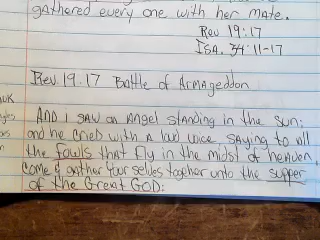 gathered every one with her mate.
Rev 19:17
ISA. 34:11-17
Rev. 19:17 Battle of Armageddon
And I saw an Angel standing in the sun:
and he cried with a loud voice, saying to all
the fowls that fly in the midst of heaven,
Come & gather your selves together unto the supper
of the Great GOD: